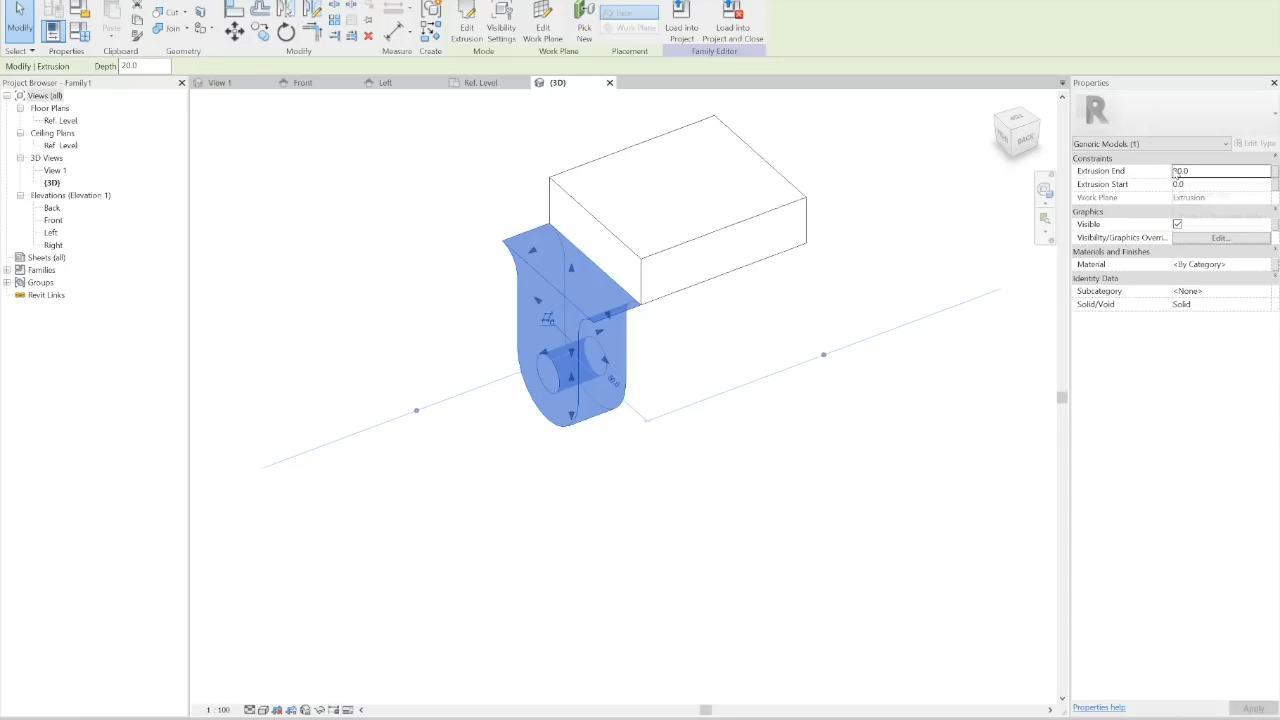 Modify
Cut
Join
Paste
Edit Extrusion
Visibility Settings
Edit Work Plane
Pick New
Face
Work Plane
Load into Project
Load into Project and Close
Select
Properties
Clipboard
Geometry
Modify
Measure
Create
Mode
Work Plane
Placement
Family Editor
Modify | Extrusion
Depth
20.0
Project Browser - Family1
View 1
Front
Left
Ref. Level
{3D}
Properties
Views (all)
Floor Plans
Ref. Level
Ceiling Plans
Ref. Level
3D Views
View 1
{3D}
Elevations (Elevation 1)
Back
Front
Left
Right
Sheets (all)
Families
Groups
Revit Links
TOP
BACK
R
Generic Models (1)
Edit Type
Constraints
Extrusion End
Extrusion Start
0.0
Work Plane
Extrusion
Graphics
Visible
Visibility/Graphics Overri...
Edit...
Materials and Finishes
Material
<By Category>
Identity Data
Subcategory
<None>
Solid/Void
Solid
1 : 100
Properties help
Apply